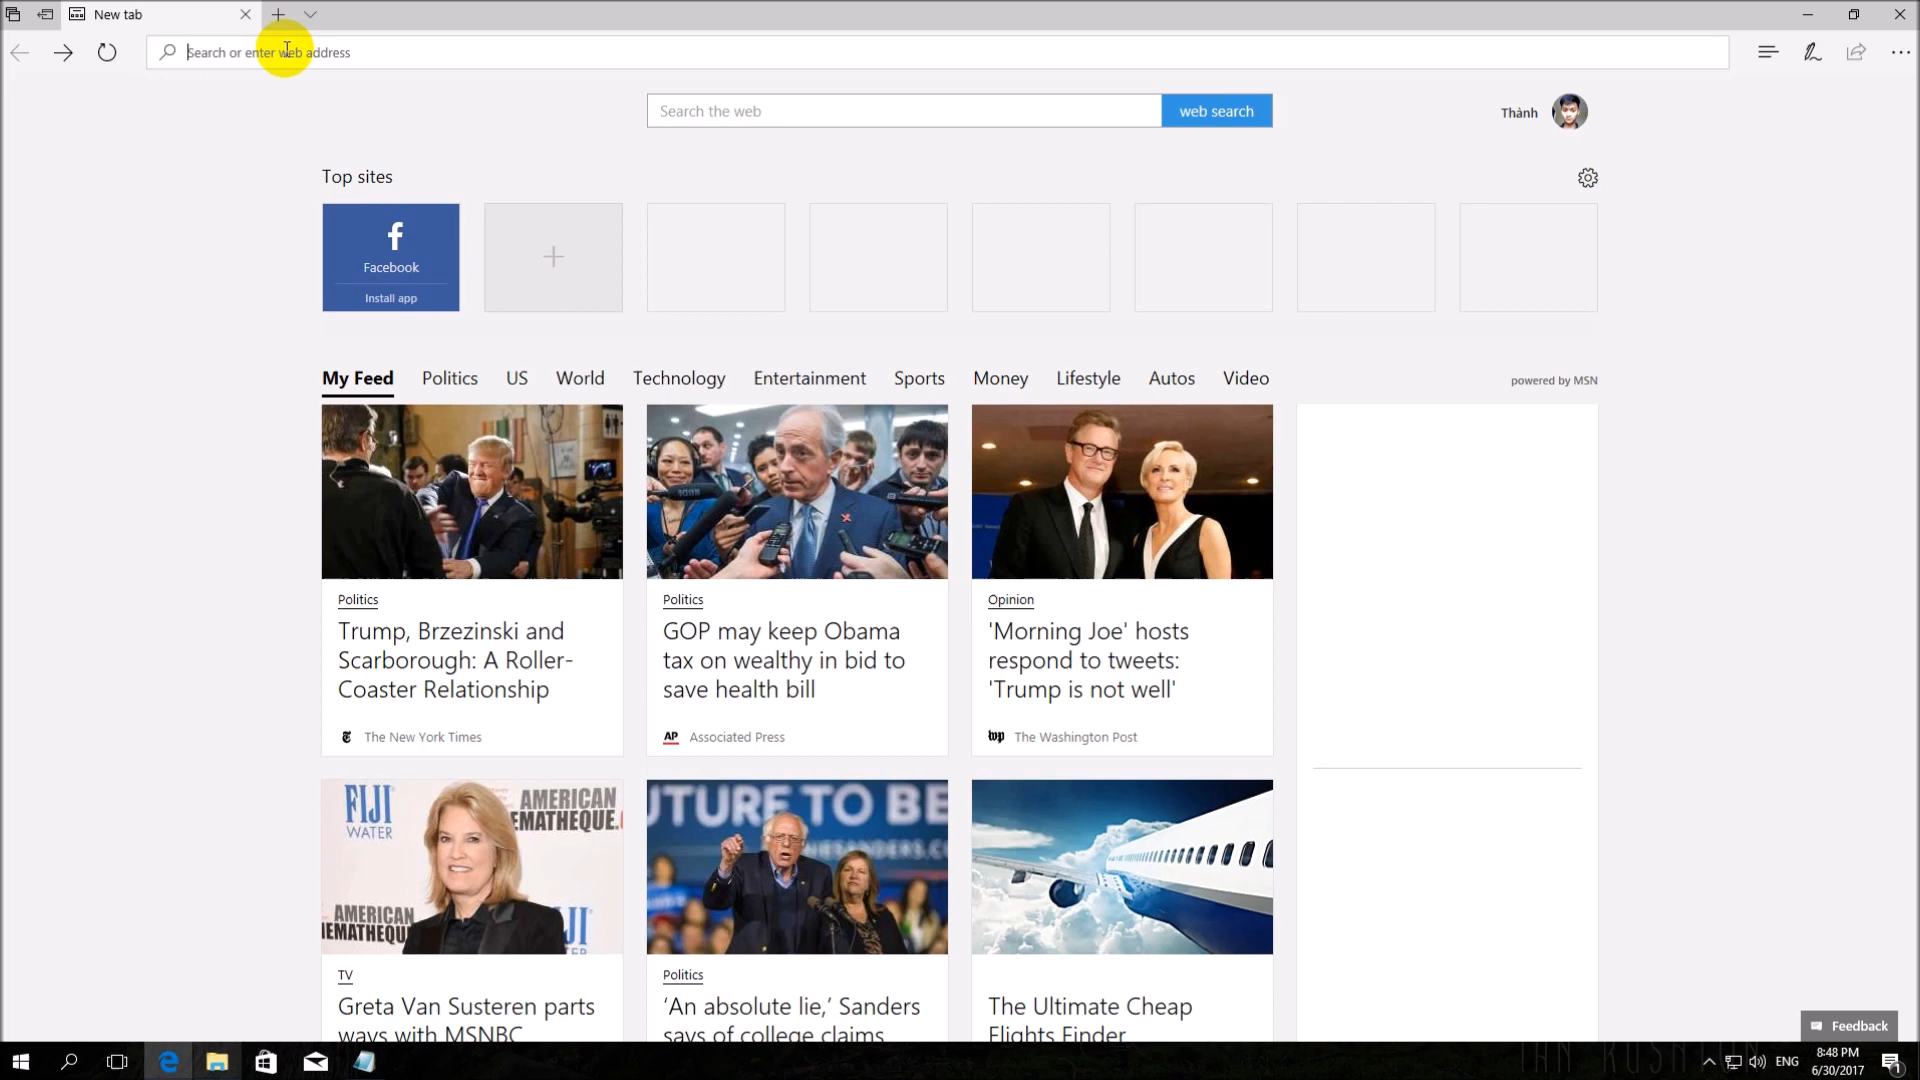 New tab
Search or enter web address
Search the web
web search
Thành
Top sites
f
Facebook
Install app
My Feed
Politics
US
World
Technology
Entertainment
Sports
Money
Lifestyle
Autos
Video
powered by MSN
Politics
Trump, Brzezinski and
Scarborough: A Roller-
Coaster Relationship
The New York Times
Politics
GOP may keep Obama
tax on wealthy in bid to
save health bill
AP
Associated Press
Opinion
'Morning Joe' hosts
respond to tweets:
'Trump is not well'
wp
The Washington Post
FIJI
WATER
AMERICAN
EMATHEQUE.
AMERICAN
NEMATHEQU
TV
Greta Van Susteren parts
ways with MSNBC
UTURE TO BE
Politics
‘An absolute lie,’ Sanders
says of college claims
The Ultimate Cheap
Flights Finder
Feedback
ENG
8:48 PM
6/30/2017
1